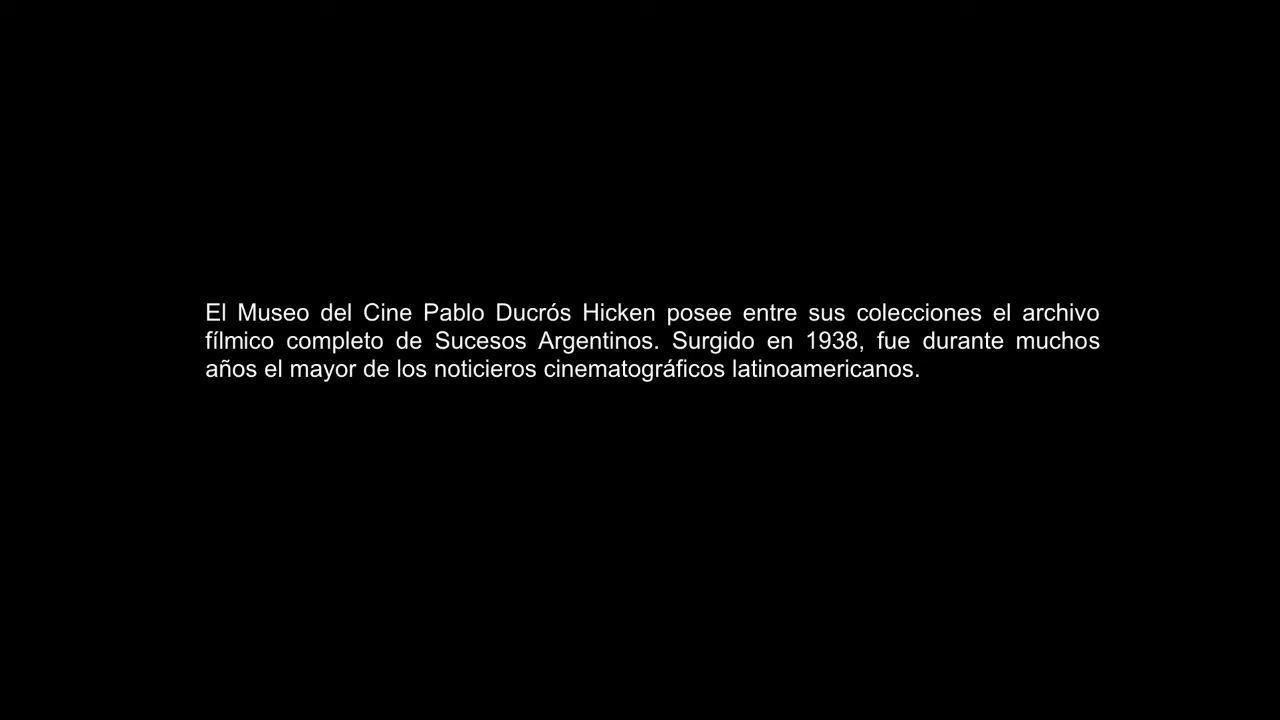 El Museo del Cine Pablo Ducrós Hicken posee entre sus colecciones el archivo
fílmico completo de Sucesos Argentinos. Surgido en 1938, fue durante muchos
años el mayor de los noticieros cinematográficos latinoamericanos.